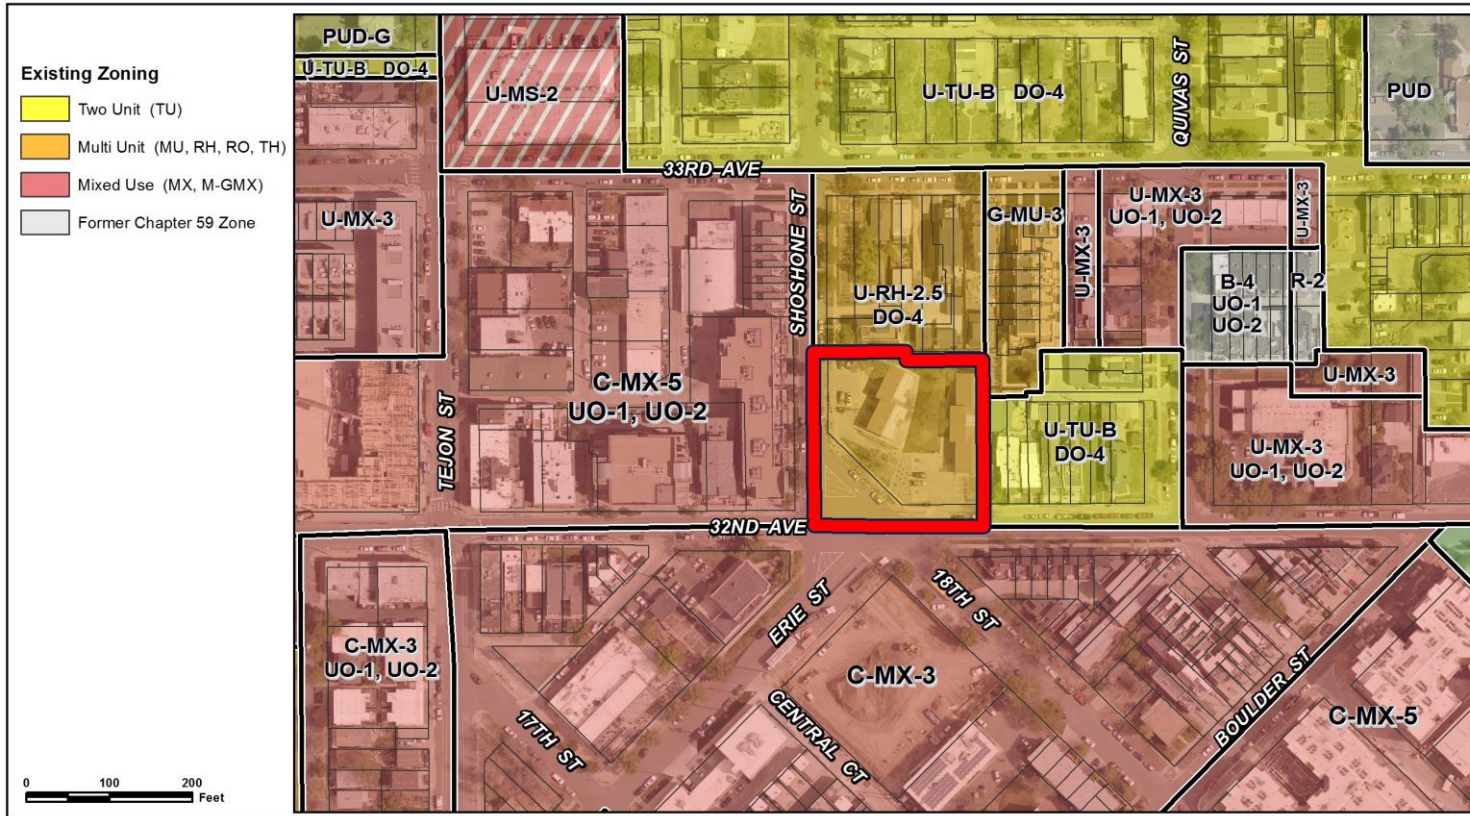 Existing Zoning
Two Unit (TU)
Multi Unit (MU, RH, RO, TH)
Mixed Use (MX, M-GMX)
Former Chapter 59 Zone
0 100 200
Feet
PUD-G
U-TU-B DO-4
U-MS-2
U-TU-B DO-4
QUIVAS ST
PUD
33RD AVE
U-MX-3
SHOSHONE ST
G-MU-3
U-MX-3
U-MX-3
UO-1, UO-2
U-MX-3
U-RH-2.5
DO-4
B-4
UO-1
UO-2
R-2
C-MX-5
UO-1, UO-2
TEJON ST
U-MX-3
U-TU-B
DO-4
U-MX-3
UO-1, UO-2
32ND AVE
C-MX-3
UO-1, UO-2
ERIE ST
18TH ST
C-MX-3
17TH ST
CENTRAL CT
BOULDER ST
C-MX-5